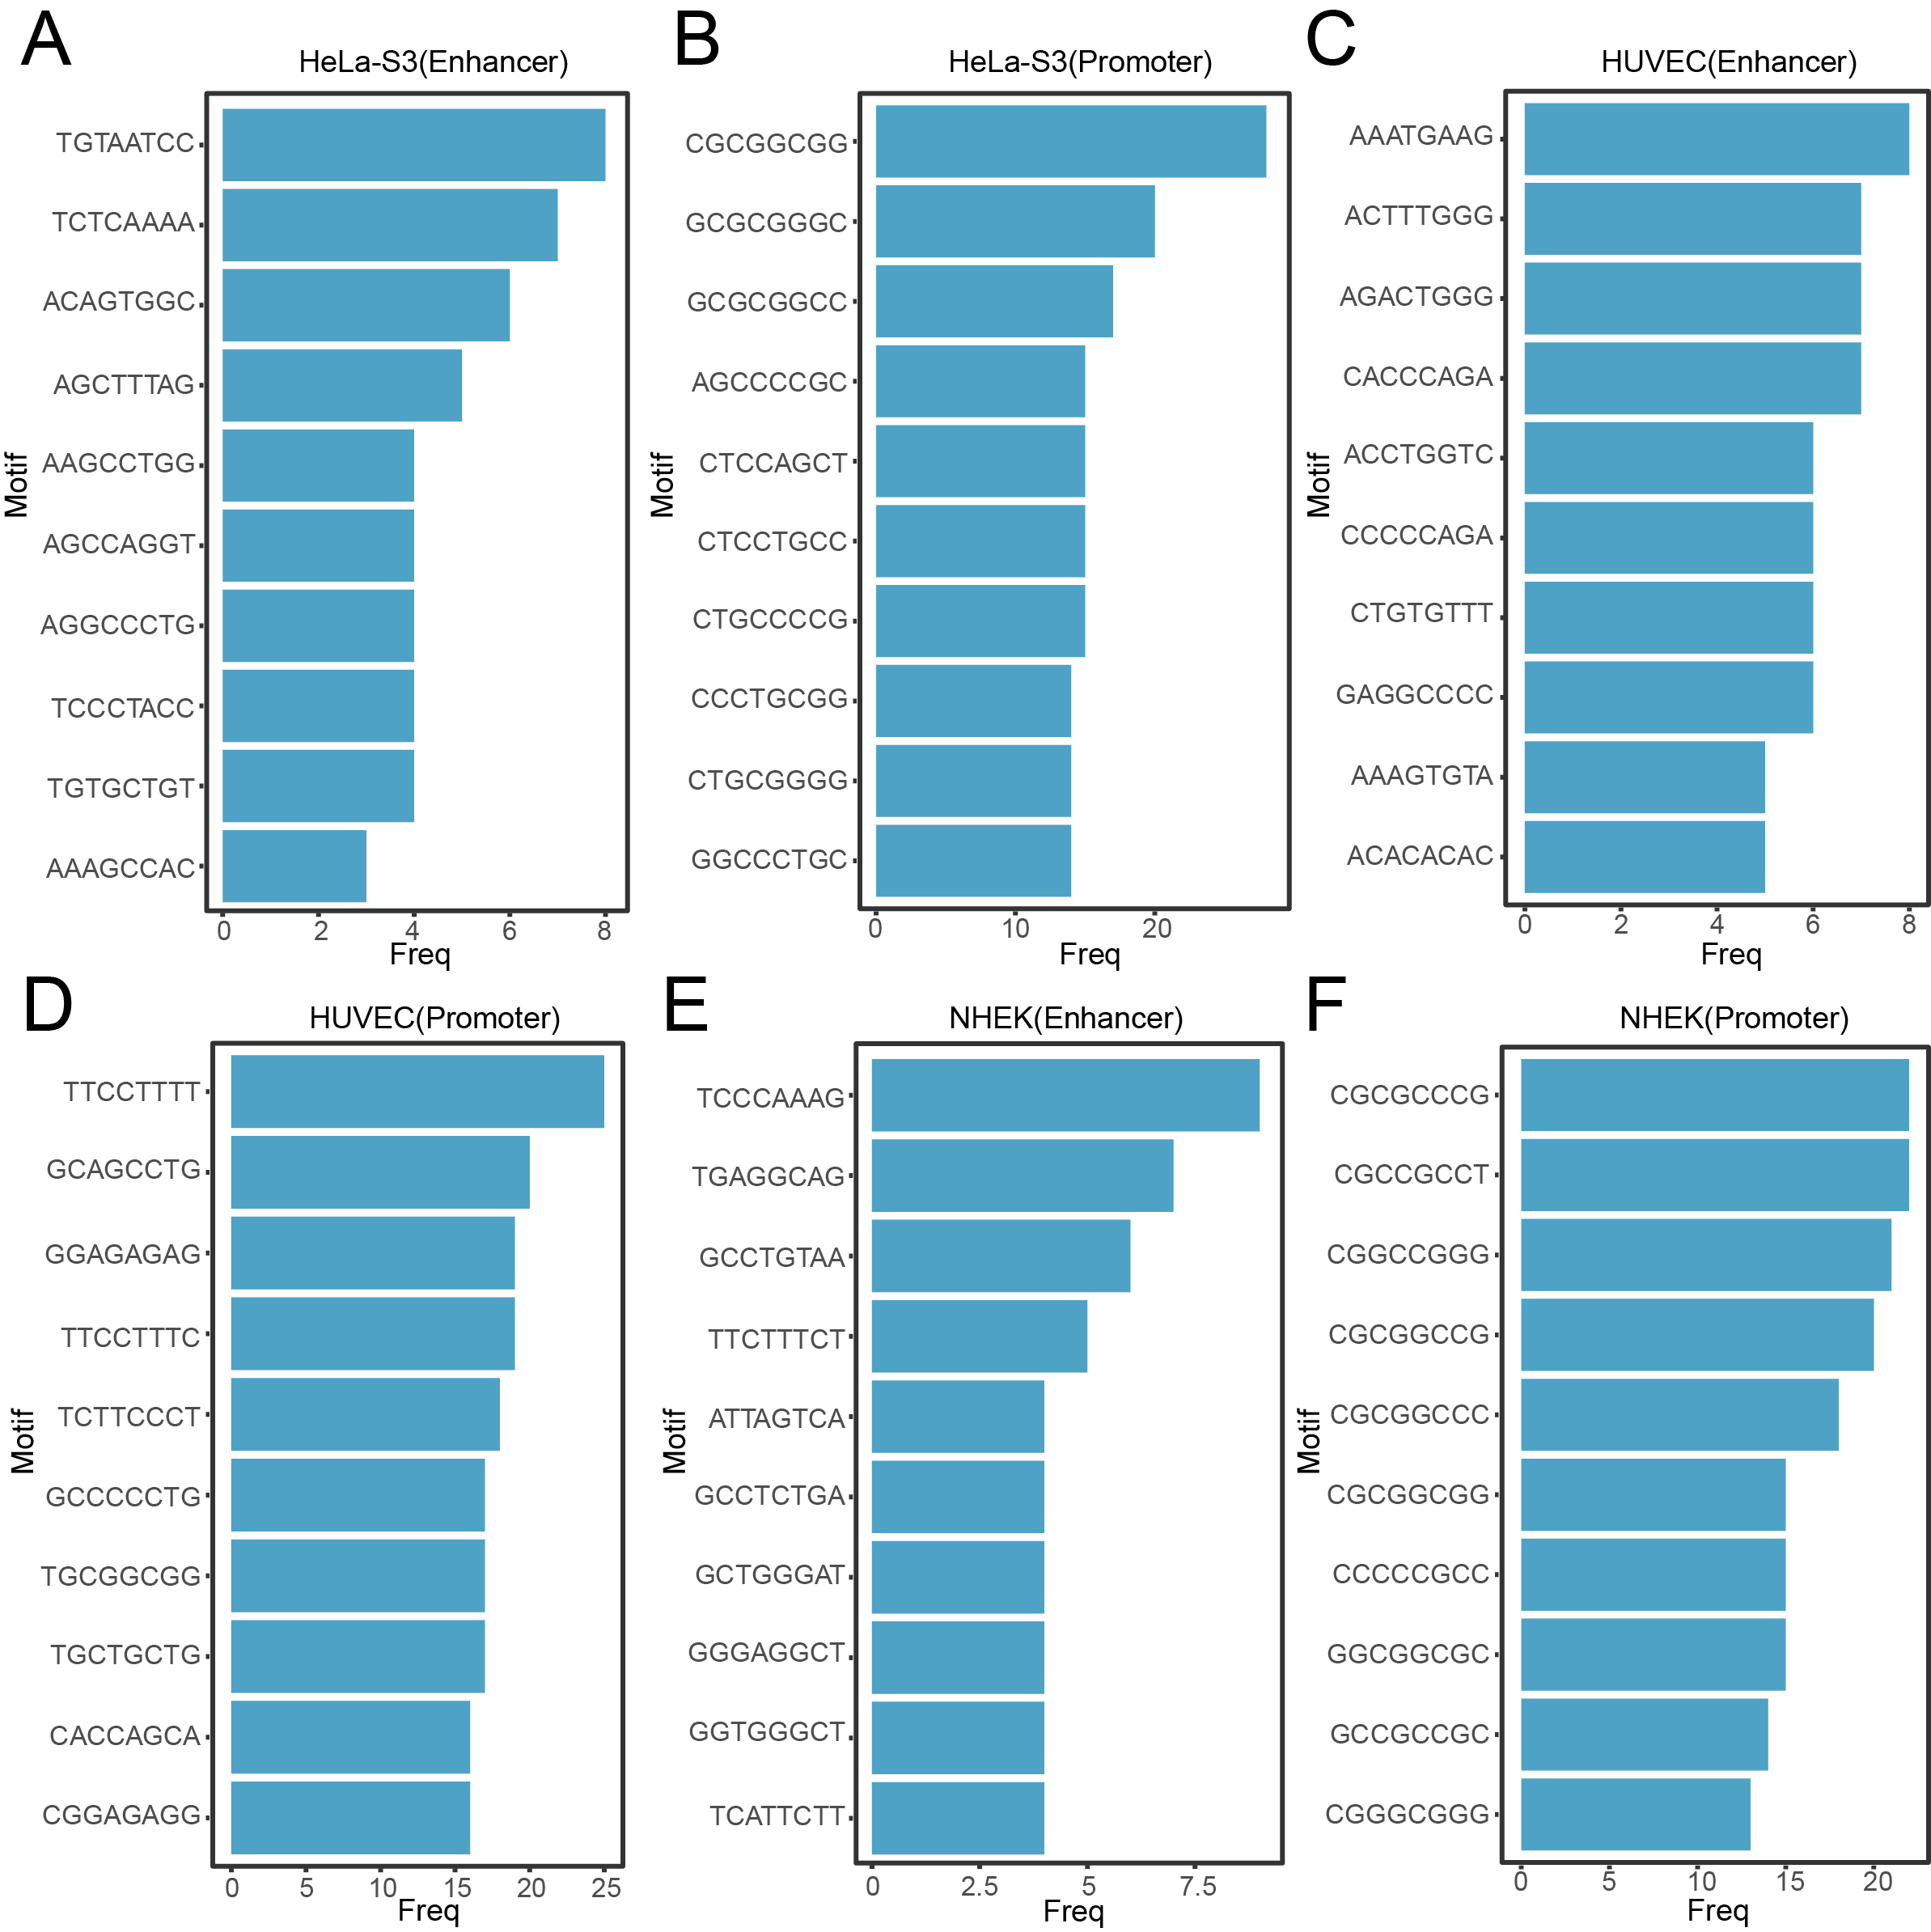 A
HeLa-S3(Enhancer)
TGTAATCC
TCTCAAAA
ACAGTGGC
AGCTTTAG
AAGCCTGG
AGCCAGGT
AGGCCCTG
TCCCTACC
TGTGCTGT
AAAGCCAC
Motif
0 2 4 6 8
Freq
B
HeLa-S3(Promoter)
CGCGGCGG
GCGCGGGC
GCGCGGCC
AGCCCCGC
CTCCAGCT
CTCCTGCC
CTGCCCCG
CCCTGCGG
CTGCGGGG
GGCCCTGC
Motif
0 10 20
Freq
C
HUVEC(Enhancer)
AAATGAAG
ACTTTGGG
AGACTGGG
CACCCAGA
ACCTGGTC
CCCCCAGA
CTGTGTTT
GAGGCCCC
AAAGTGTA
ACACACAC
Motif
0 2 4 6 8
Freq
D
HUVEC(Promoter)
TTCCTTTT
GCAGCCTG
GGAGAGAG
TTCCTTTC
TCTTCCCT
GCCCCCTG
TGCGGCGG
TGCTGCTG
CACCAGCA
CGGAGAGG
Motif
0 5 10 15 20 25
Freq
E
NHEK(Enhancer)
TCCCAAAG
TGAGGCAG
GCCTGTAA
TTCTTTCT
ATTAGTCA
GCCTCTGA
GCTGGGAT
GGGAGGCT
GGTGGGCT
TCATTCTT
Motif
0 2.5 5 7.5
Freq
F
NHEK(Promoter)
CGCGCCCG
CGCCGCCT
CGGCCGGG
CGCGGCCG
CGCGGCCC
CGCGGCGG
CCCCCGCC
GGCGGCGC
GCCGCCGC
CGGGCGGG
Motif
0 5 10 15 20
Freq